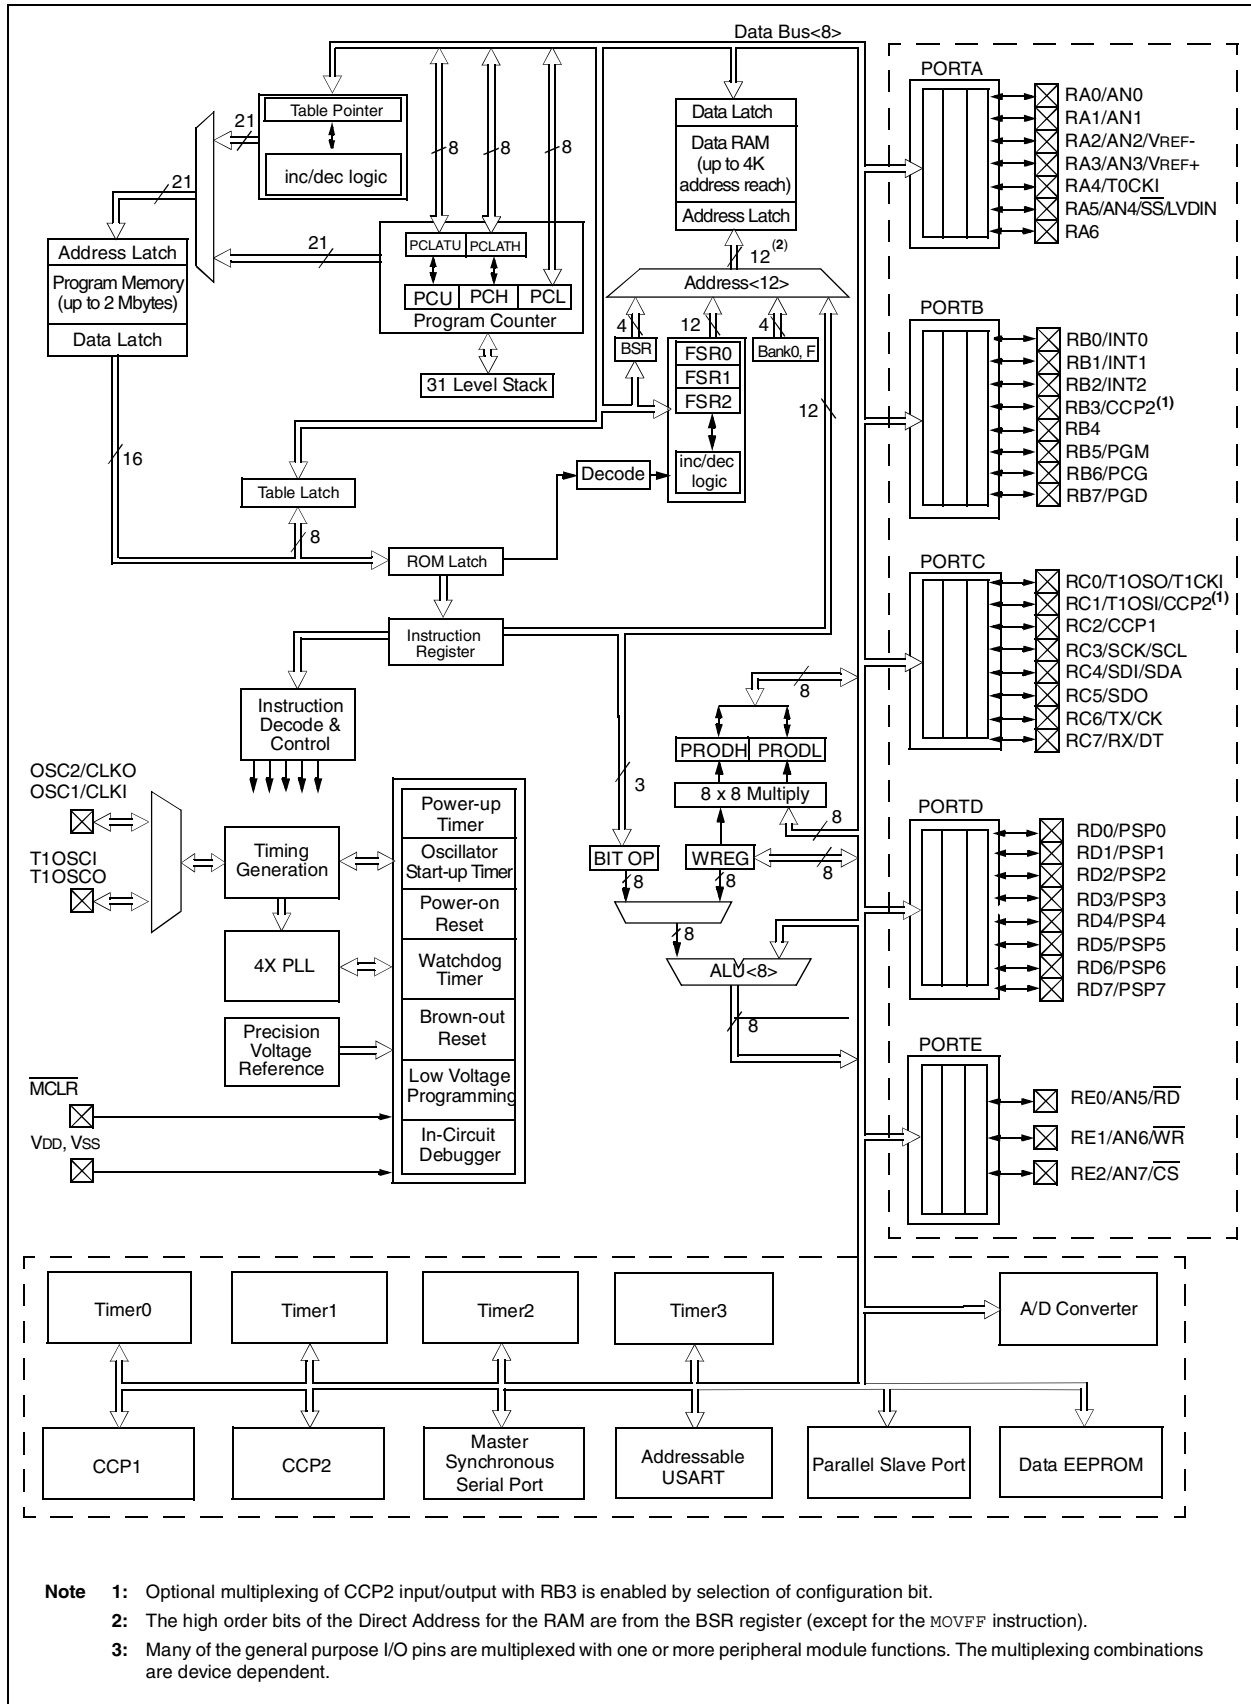 Data Bus<8>
PORTA
RA0/AN0
RA1/AN1
RA2/AN2/VREF-
RA3/AN3/VREF+
RA4/T0CKI
RA5/AN4/SS/LVDIN
RA6
21
Table Pointer
inc/dec logic
8
8
8
Data Latch
Data RAM
(up to 4K
address reach)
Address Latch
21
Address Latch
Program Memory
(up to 2 Mbytes)
Data Latch
21
PCLATU
PCLATH
PCU
PCH
PCL
Program Counter
31 Level Stack
12(2)
Address<12>
4
12
4
BSR
FSR0
FSR1
FSR2
inc/dec
logic
Bank0, F
12
PORTB
RB0/INT0
RB1/INT1
RB2/INT2
RB3/CCP2(1)
RB4
RB5/PGM
RB6/PCG
RB7/PGD
16
Table Latch
8
Decode
ROM Latch
Instruction
Register
PORTC
RC0/T1OSO/T1CKI
RC1/T1OSI/CCP2(1)
RC2/CCP1
RC3/SCK/SCL
RC4/SDI/SDA
RC5/SDO
RC6/TX/CK
RC7/RX/DT
Instruction
Decode &
Control
8
PRODH
PRODL
8 x 8 Multiply
3
8
BIT OP
WREG
8
8
8
8
ALU<8>
8
OSC2/CLKO
OSC1/CLKI
T1OSCI
T1OSCO
Timing
Generation
4X PLL
Precision
Voltage
Reference
Power-up
Timer
Oscillator
Start-up Timer
Power-on
Reset
Watchdog
Timer
Brown-out
Reset
Low Voltage
Programming
In-Circuit
Debugger
MCLR
VDD, VSS
PORTD
RD0/PSP0
RD1/PSP1
RD2/PSP2
RD3/PSP3
RD4/PSP4
RD5/PSP5
RD6/PSP6
RD7/PSP7
PORTE
RE0/AN5/RD
RE1/AN6/WR
RE2/AN7/CS
Timer0
Timer1
Timer2
Timer3
A/D Converter
CCP1
CCP2
Master
Synchronous
Serial Port
Addressable
USART
Parallel Slave Port
Data EEPROM
Note 1: Optional multiplexing of CCP2 input/output with RB3 is enabled by selection of configuration bit.
2: The high order bits of the Direct Address for the RAM are from the BSR register (except for the MOVFF instruction).
3: Many of the general purpose I/O pins are multiplexed with one or more peripheral module functions. The multiplexing combinations
are device dependent.